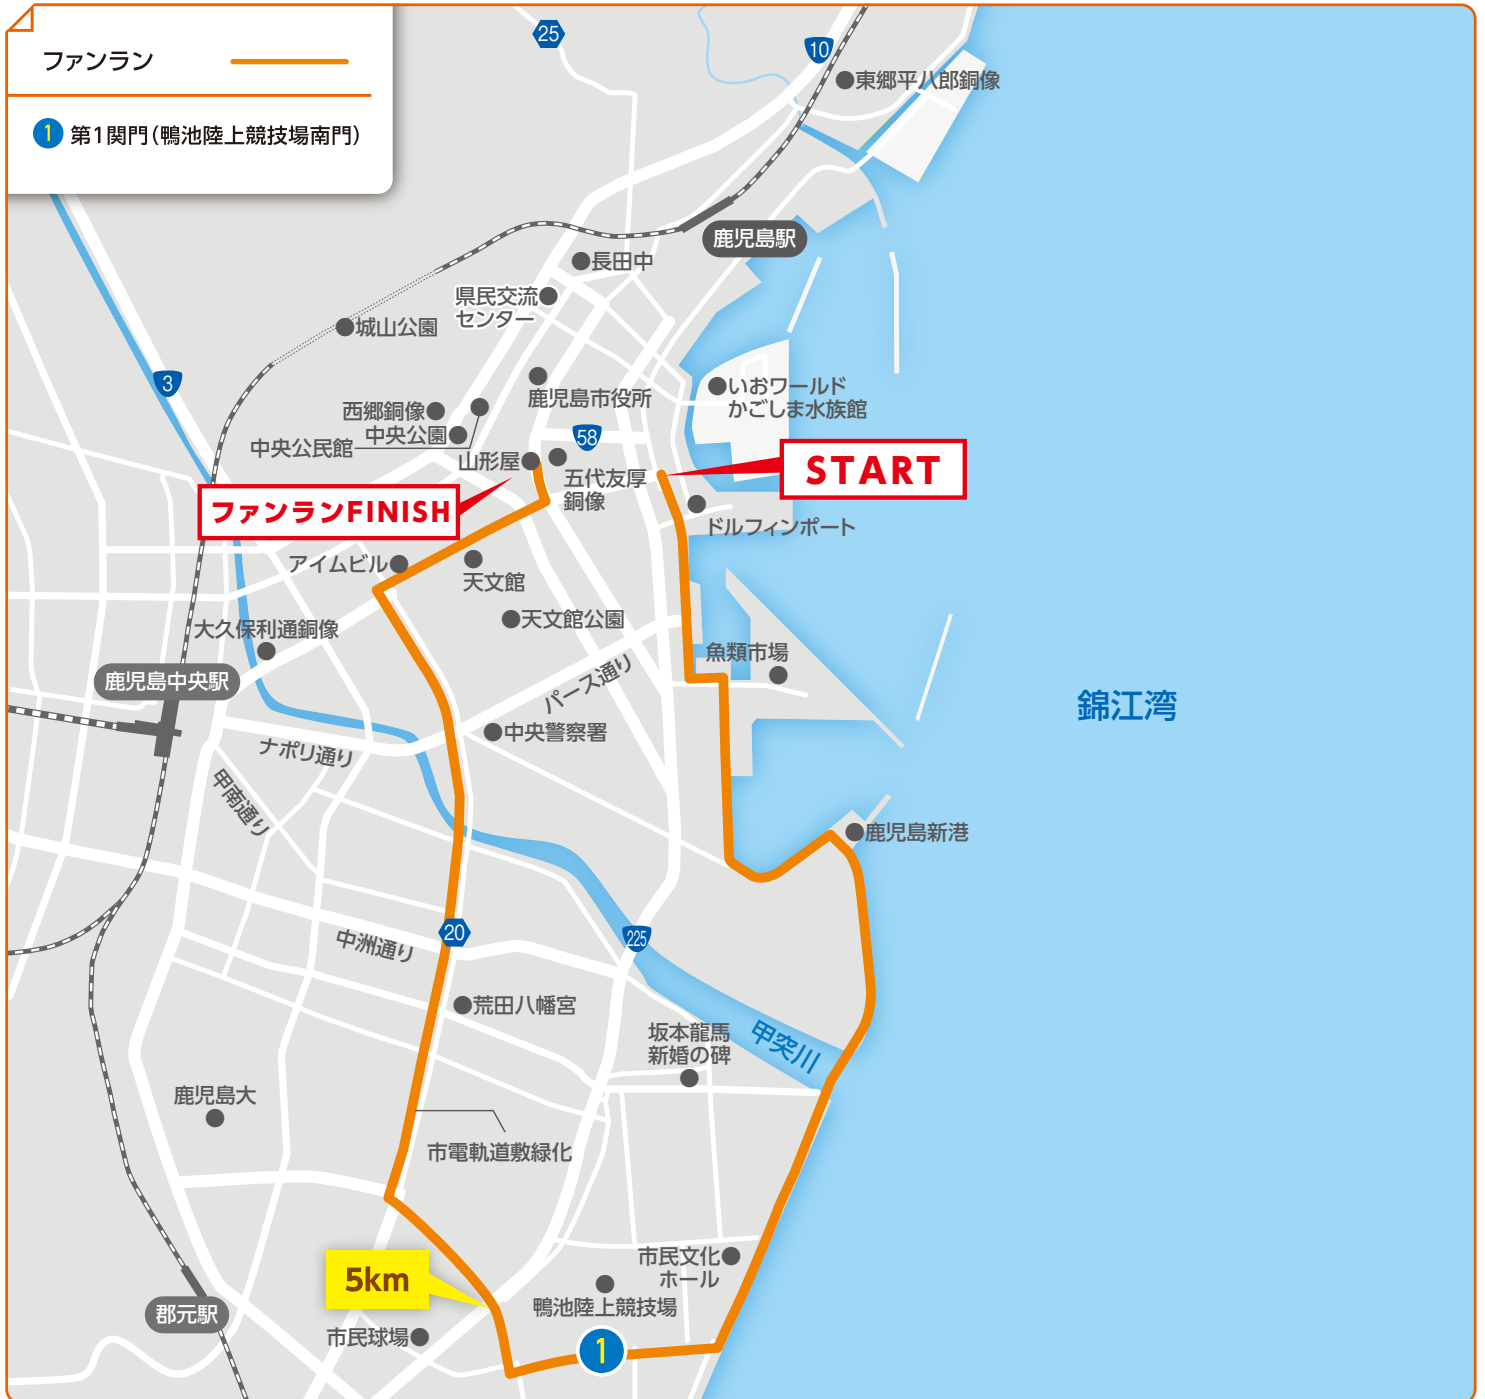 ファンラン
1 第1関門(鴨池陸上競技場南門)
25
10
東郷平八郎銅像
鹿児島駅
長田中
県民交流
センター
城山公園
3
鹿児島市役所
いおワールド
かごしま水族館
西郷銅像
中央公園
中央公民館
58
山形屋
五代友厚
銅像
START
ファンランFINISH
ドルフィンポート
アイムビル
天文館
天文館公園
大久保利通銅像
魚類市場
鹿児島中央駅
パース通り
錦江湾
中央警察署
ナポリ通り
甲南通り
鹿児島新港
20
225
中洲通り
荒田八幡宮
坂本龍馬
新婚の碑
甲突川
鹿児島大
市電軌道敷緑化
市民文化
ホール
5km
鴨池陸上競技場
郡元駅
市民球場
1